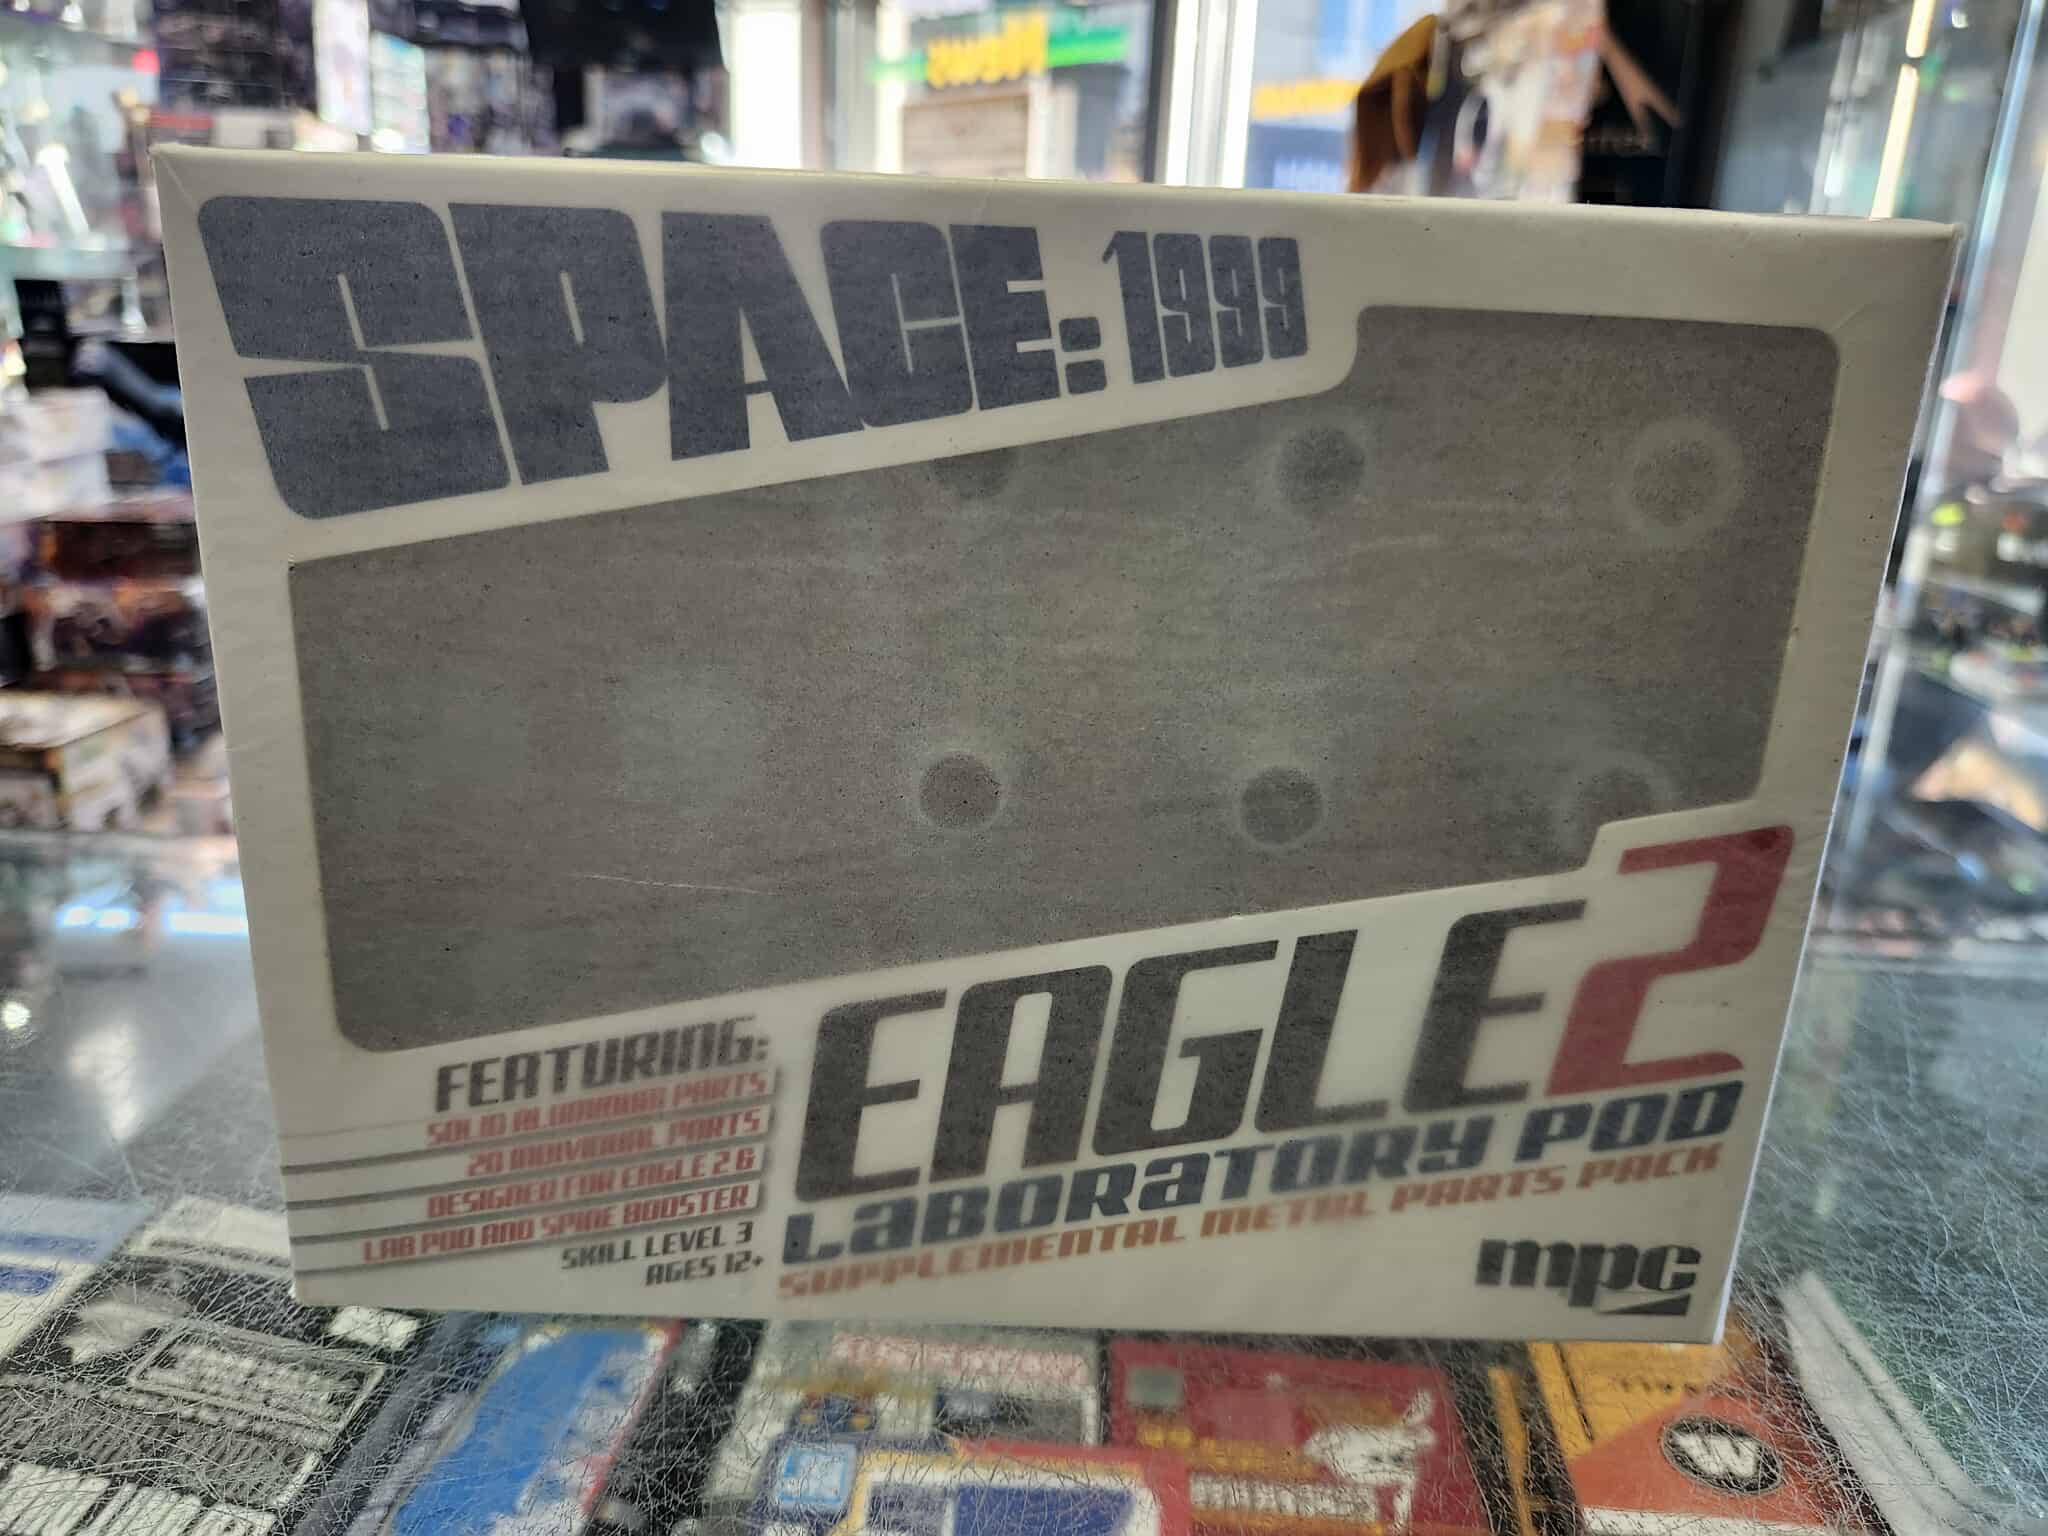 SPACE:1999
EAGLE 2
LABORATORY POD
SUPPLEMENTAL METAL PARTS PACK
FEATURING:
SOLID ALUMINUM PARTS
20 INDIVIDUAL PARTS
DESIGNED FOR EAGLE 2 &
LAB POD AND SPINE BOOSTER
SKILL LEVEL 3
AGES 12+
mpc
W